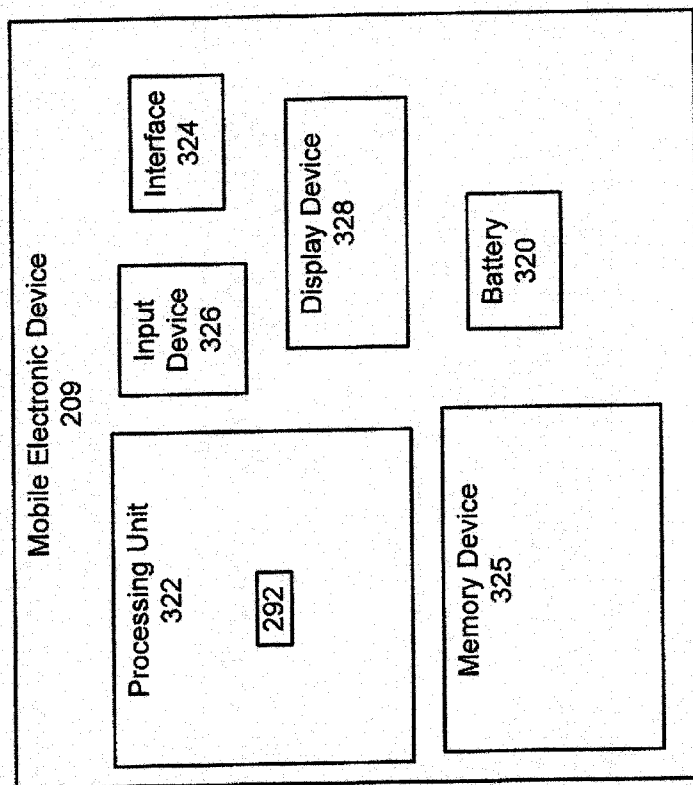 Mobile Electronic Device
209
Processing Unit
322
292
Input
Device
326
Interface
324
Display Device
328
Memory Device
325
Battery
320